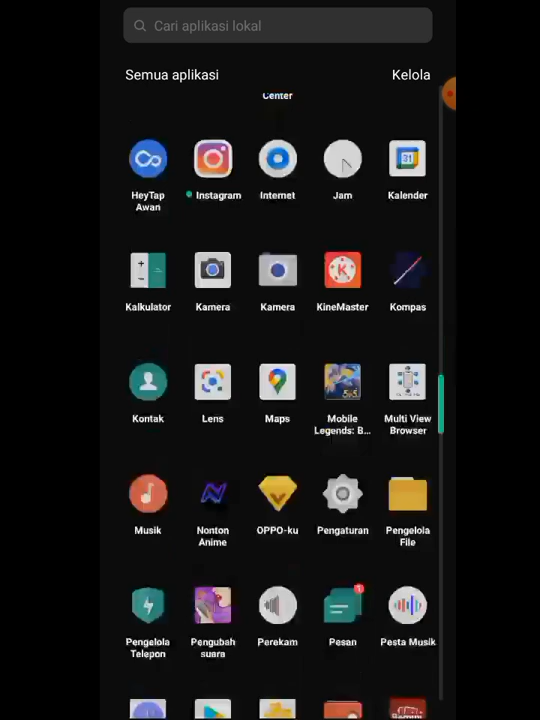 Cari aplikasi lokal
Semua aplikasi Kelola
Center
HeyTap Instagram Internet Jam Kalender
Awan
Kalkulator Kamera Kamera KineMaster Kompas
Kontak Lens Maps Mobile Multi View
Legends: B... Browser
Musik Nonton OPPO-ku Pengaturan Pengelola
Anime File
Pengelola Pengubah Perekam Pesan Pesta Musik
Telepon suara